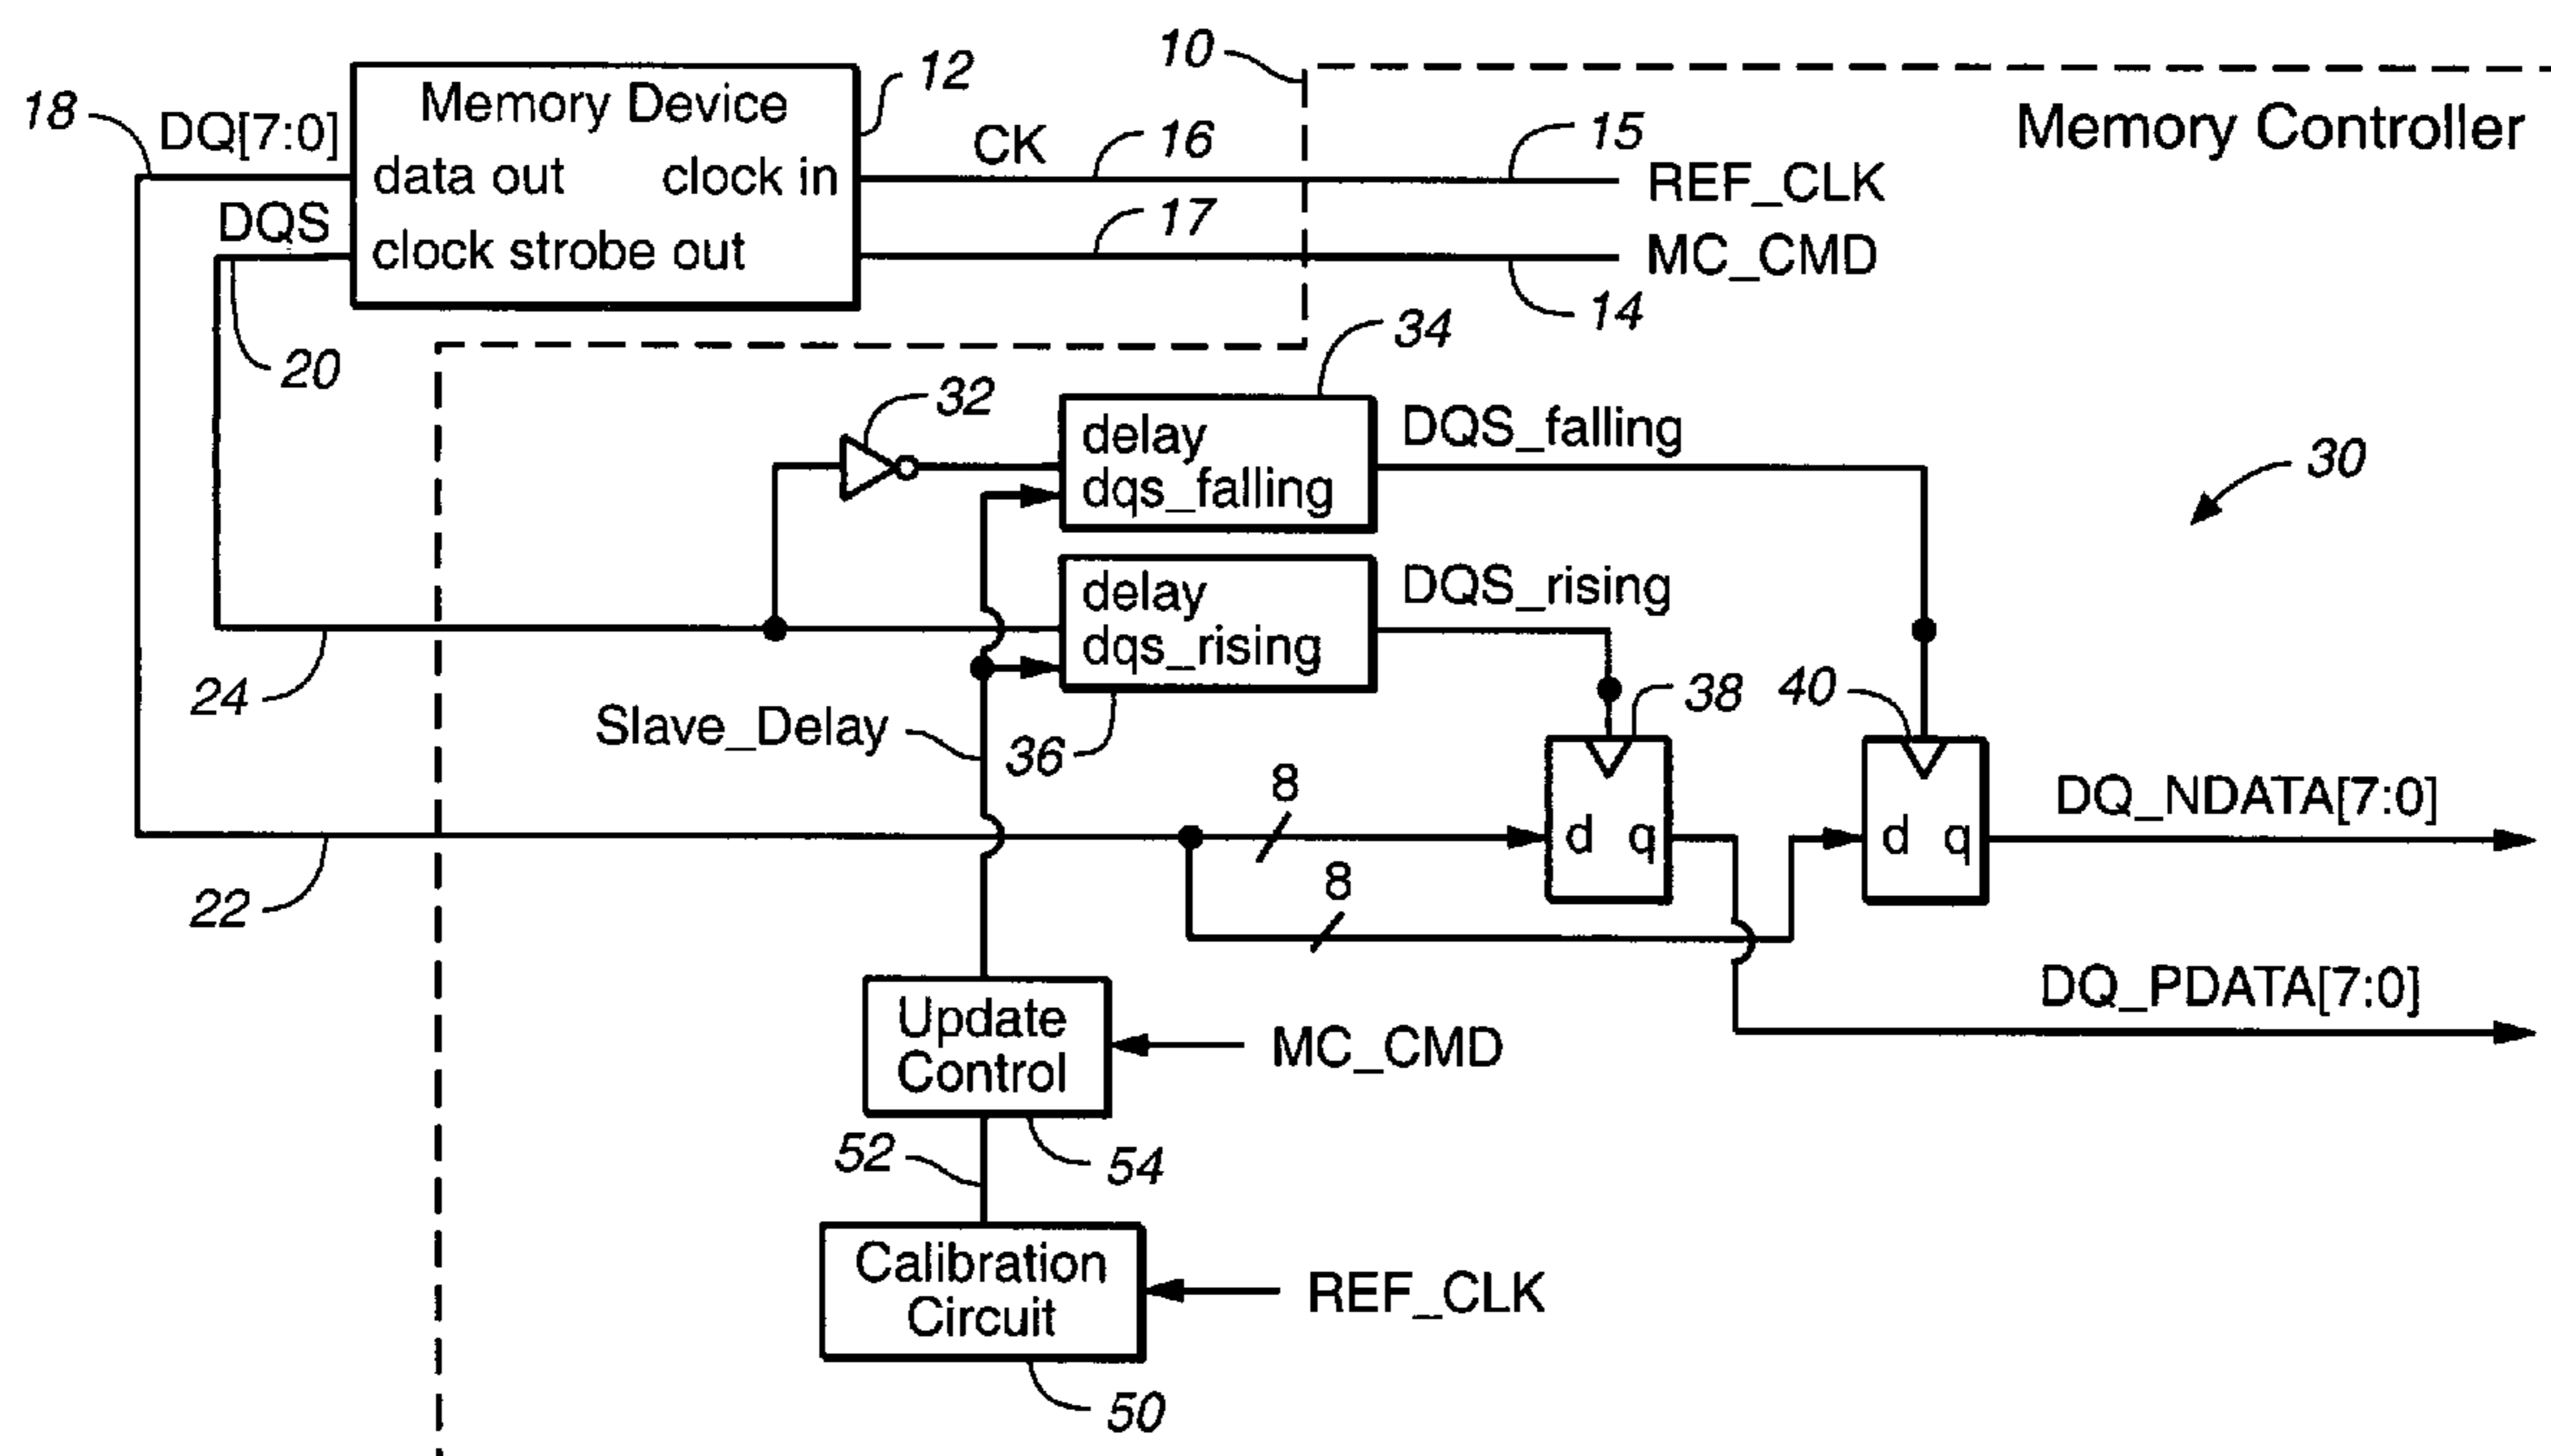 10
12
18
DQ[7:0]
Memory Device
data out
clock in
clock strobe out
DQS
20
CK
16
15
REF_CLK
17
MC_CMD
14
Memory Controller
34
32
delay
dqs_falling
DQS_falling
30
delay
dqs_rising
DQS_rising
24
Slave_Delay
36
38
40
8
d q
d q
DQ_NDATA[7:0]
22
8
DQ_PDATA[7:0]
Update
Control
MC_CMD
52
54
Calibration
Circuit
REF_CLK
50